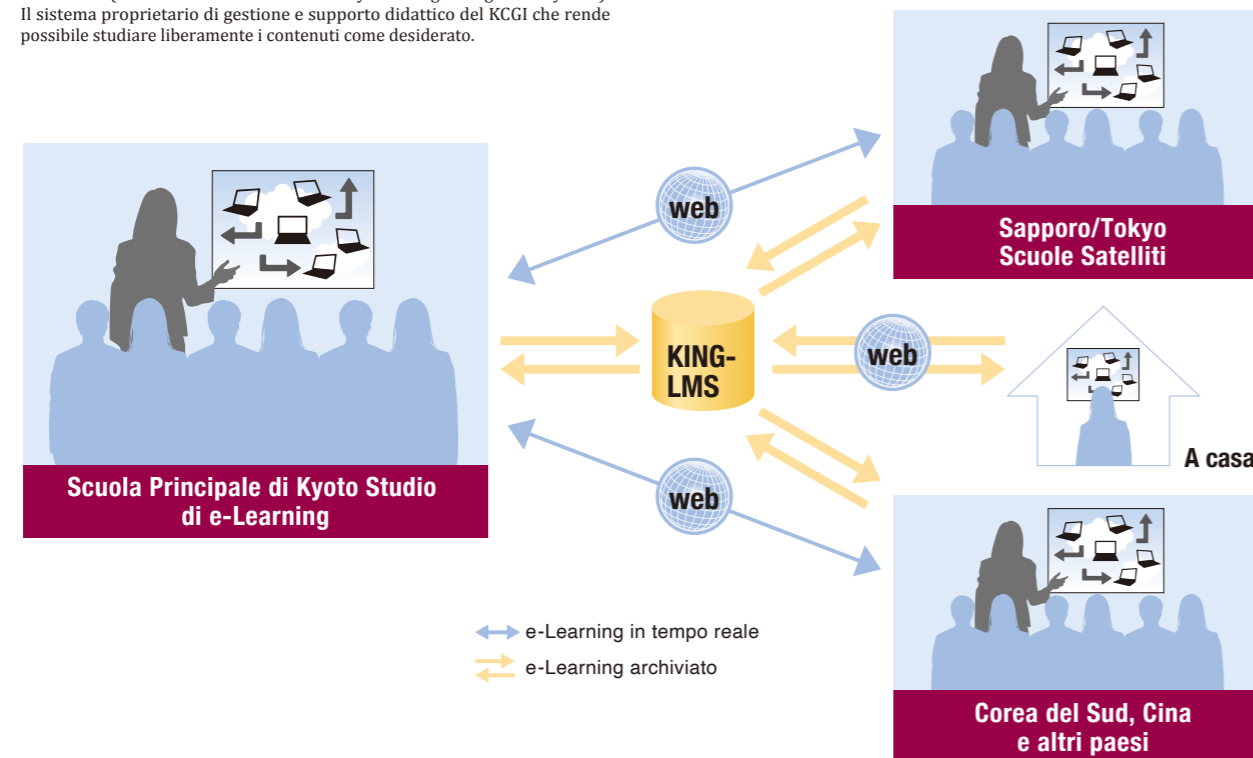 Il sistema proprietario di gestione e supporto didattico del KCGI che rende
possibile studiare liberamente i contenuti come desiderato.
web
Sapporo/Tokyo
Scuole Satelliti
KING-
LMS
web
A casa
Scuola Principale di Kyoto Studio
di e-Learning
web
e-Learning in tempo reale
e-Learning archiviato
Corea del Sud, Cina
e altri paesi